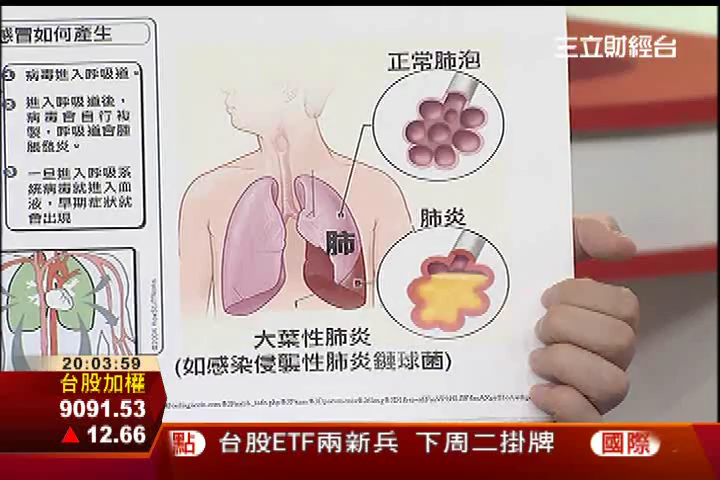 感冒如何產生
三立財經台
1 病毒進入呼吸道。
2 進入呼吸道後，
病毒會自行複
製，呼吸道會腫
脹發炎。
3 一旦進入呼吸系
統病毒就進入血
液，早期症狀就
會出現
正常肺泡
肺炎
肺
大葉性肺炎
(如感染侵襲性肺炎鏈球菌)
20:03:59
台股加權
9091.53
▲ 12.66
點 台股ETF兩新兵 下周二掛牌 國際